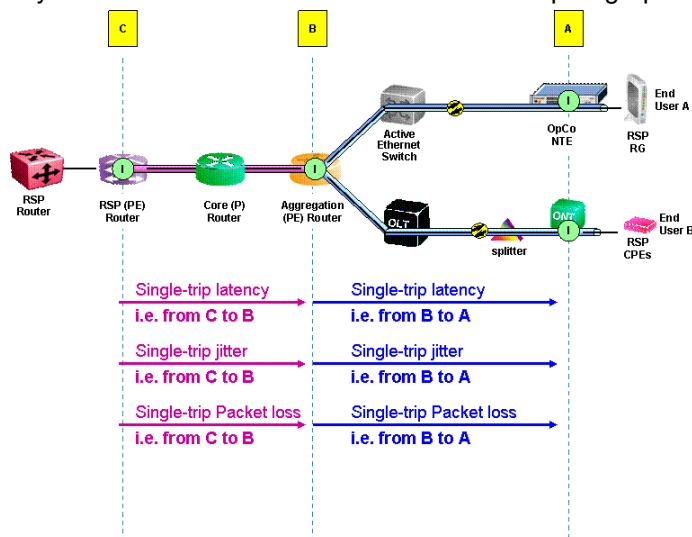 C
B
A
I
I
I
I
Active
Ethernet
Switch
OpCo
NTE
RSP
RG
End
User A
RSP
Router
RSP (PE)
Router
Core (P)
Router
Aggregation
(PE) Router
OLT
splitter
ONT
RSP
CPEs
End
User B
Single-trip latency
i.e. from C to B
Single-trip latency
i.e. from B to A
Single-trip jitter
i.e. from C to B
Single-trip jitter
i.e. from B to A
Single-trip Packet loss
i.e. from C to B
Single-trip Packet loss
i.e. from B to A